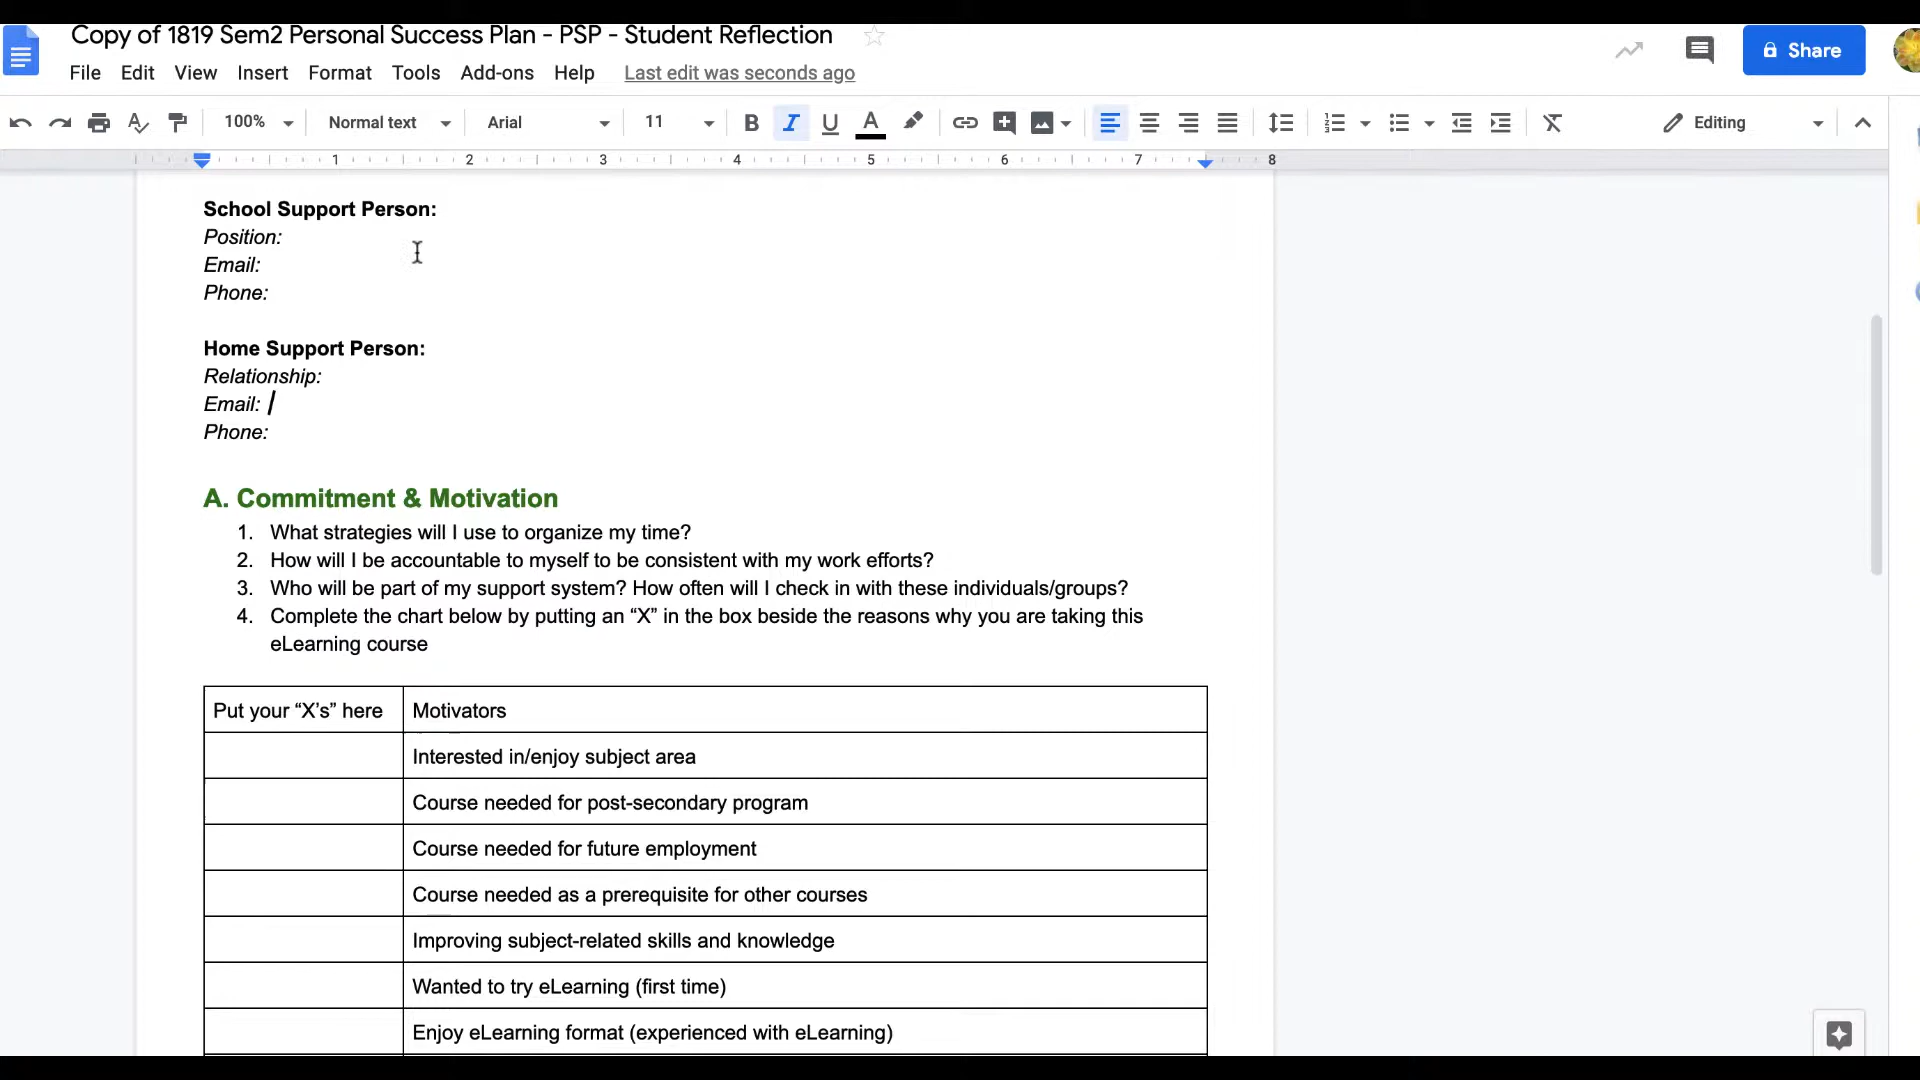 Copy of 1819 Sem2 Personal Success Plan - PSP - Student Reflection
File Edit View Insert Format Tools Add-ons Help Last edit was seconds ago
Share
100% Normal text Arial 11 B I U A Editing
1 2 3 4 5 6 7 8
School Support Person:
Position:
Email:
Phone:
Home Support Person:
Relationship:
Email:
Phone:
A. Commitment & Motivation
1. What strategies will I use to organize my time?
2. How will I be accountable to myself to be consistent with my work efforts?
3. Who will be part of my support system? How often will I check in with these individuals/groups?
4. Complete the chart below by putting an “X” in the box beside the reasons why you are taking this
eLearning course
Put your “X’s” here Motivators
Interested in/enjoy subject area
Course needed for post-secondary program
Course needed for future employment
Course needed as a prerequisite for other courses
Improving subject-related skills and knowledge
Wanted to try eLearning (first time)
Enjoy eLearning format (experienced with eLearning)